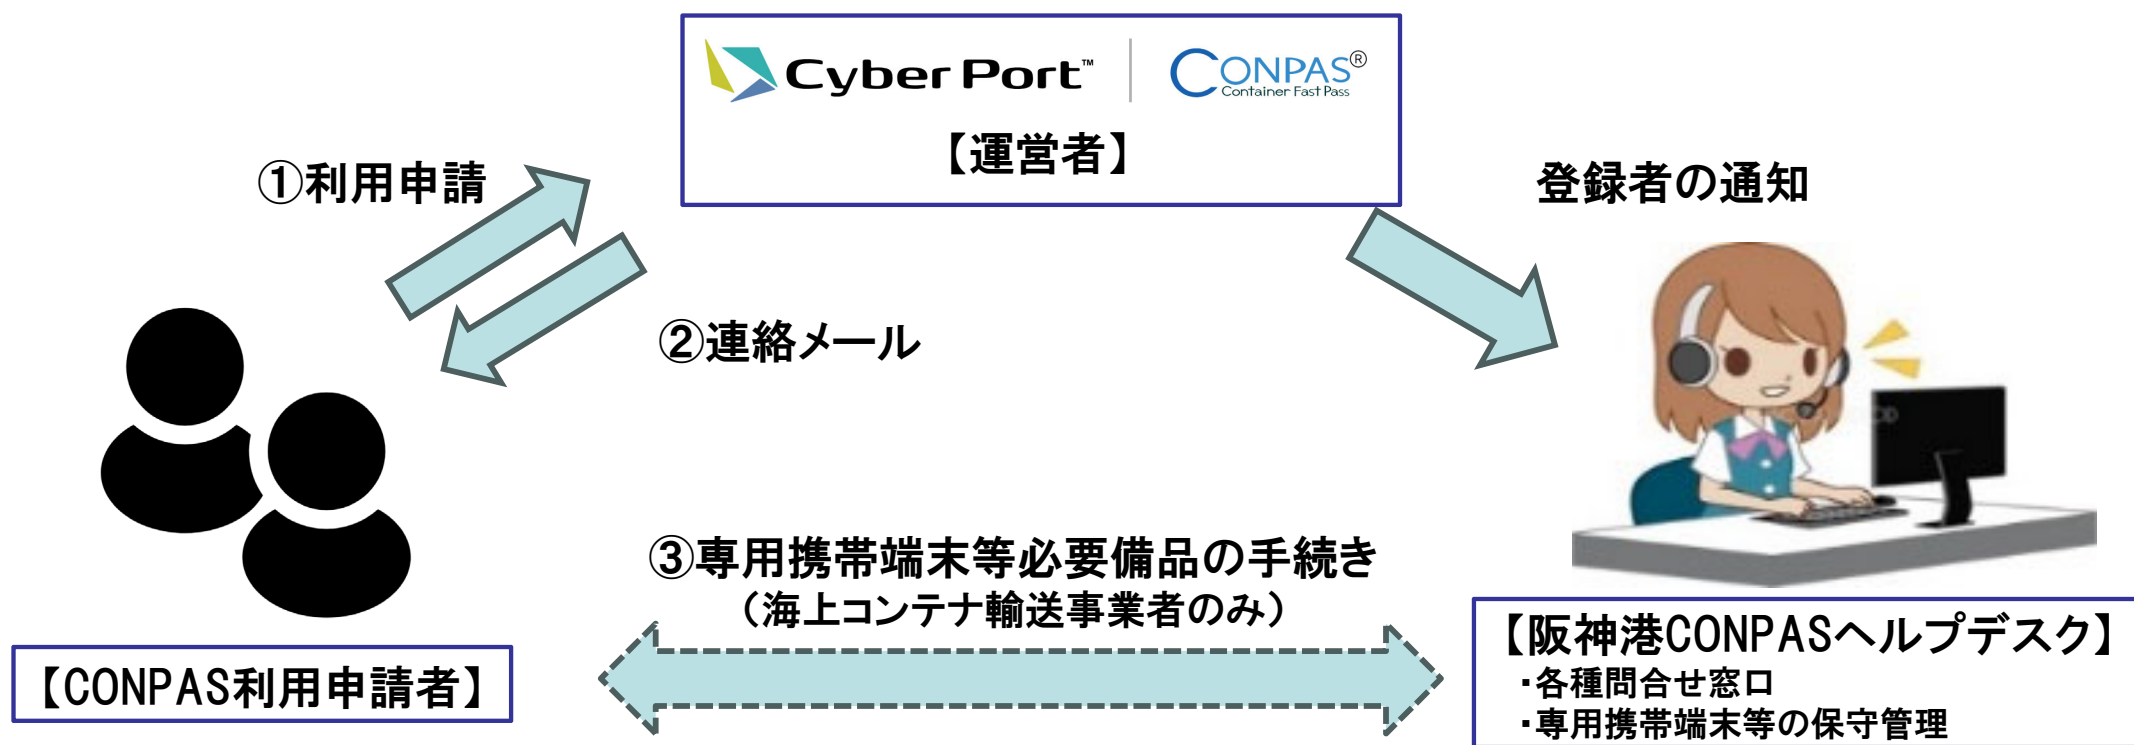 Cyber Port™
CONPAS®
Container Fast Pass
【運営者】
①利用申請
登録者の通知
②連絡メール
③専用携帯端末等必要備品の手続き
（海上コンテナ輸送事業者のみ）
【CONPAS利用申請者】
【阪神港CONPASヘルプデスク】
・各種問合せ窓口
・専用携帯端末等の保守管理